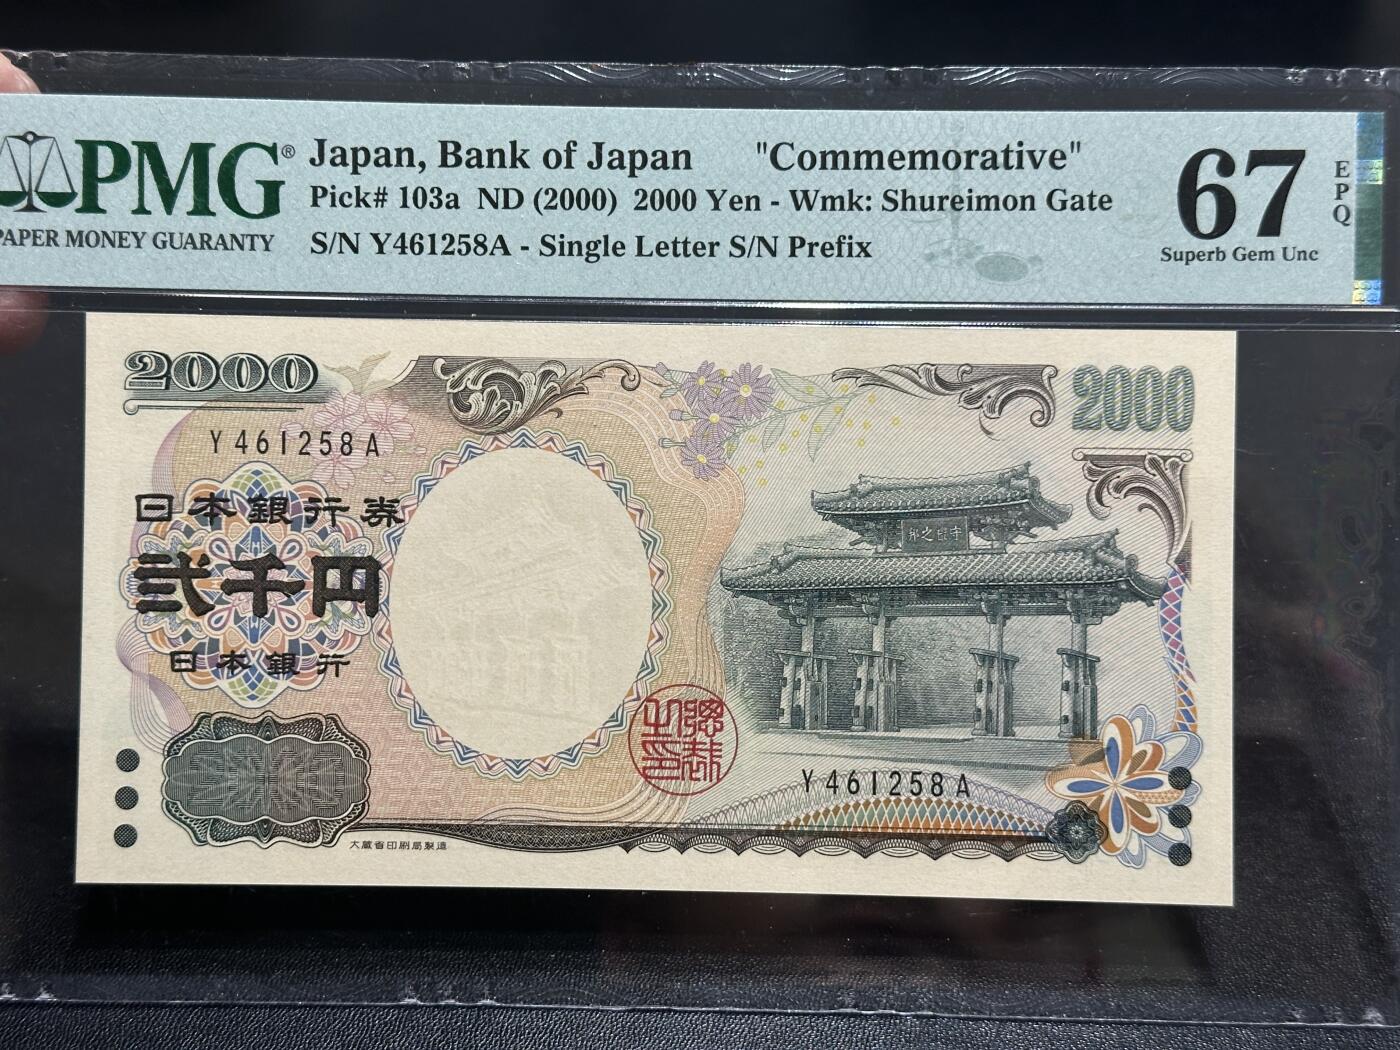 PMG®
PAPER MONEY GUARANTY
Japan, Bank of Japan "Commemorative"
Pick# 103a ND (2000) 2000 Yen - Wmk: Shureimon Gate
S/N Y461258A - Single Letter S/N Prefix
67
EPQ
Superb Gem Unc
2000
2000
Y461258A
日本銀行券
弐千円
日本銀行
守禮之邦
Y461258A
大蔵省印刷局製造